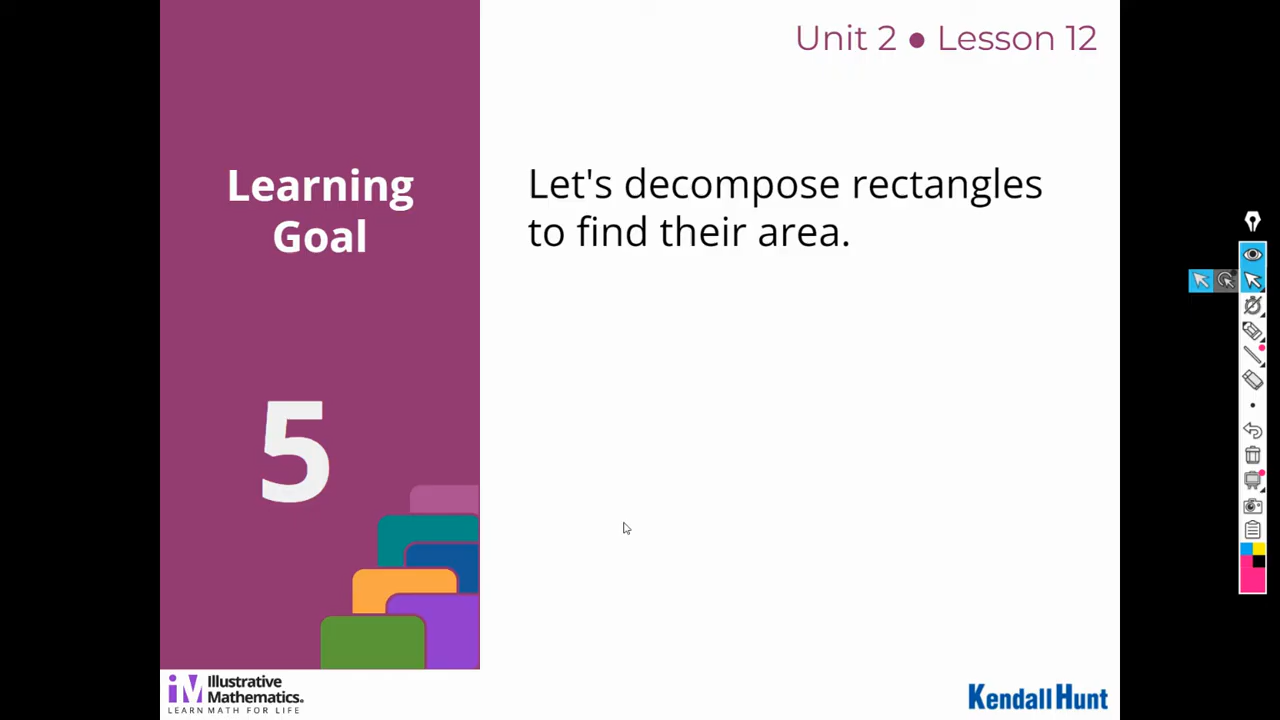 Unit 2 ● Lesson 12
Learning
Goal
Let's decompose rectangles
to find their area.
5
iM Illustrative
Mathematics.
LEARN MATH FOR LIFE
Kendall Hunt